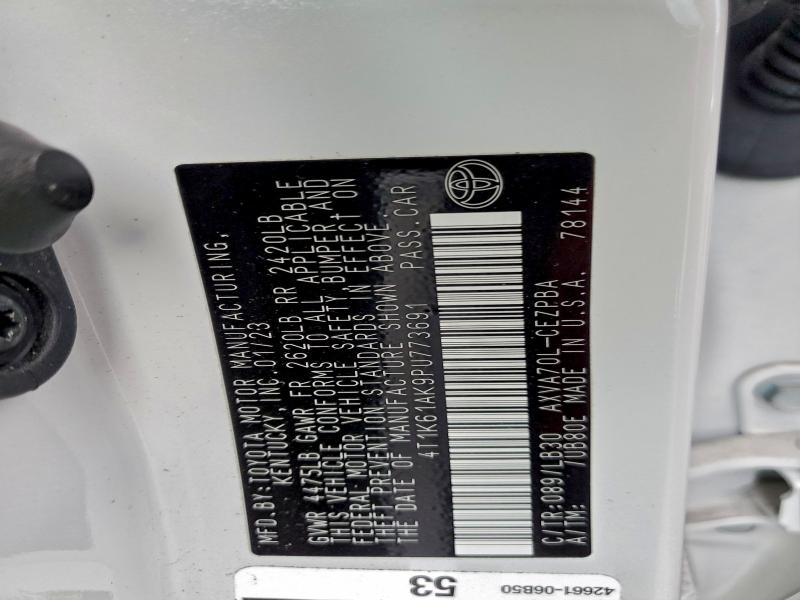 MFD.BY:TOYOTA MOTOR MANUFACTURING,
KENTUCKY, INC.01/23
GVWR 4475LB GAWR FR 2620LB RR 2420LB
THIS VEHICLE CONFORMS TO ALL APPLICABLE
FEDERAL MOTOR VEHICLE SAFETY,BUMPER,AND
THEFT PREVENTION STANDARDS IN EFFECT ON
THE DATE OF MANUFACTURE SHOWN ABOVE.
4T1K61AK9PU773691 PASS.CAR
C/TR:089/LB30 AXVA70L-CEZPBA
A/TM: /UB80E MADE IN U.S.A. 78144
53
42661-06B50